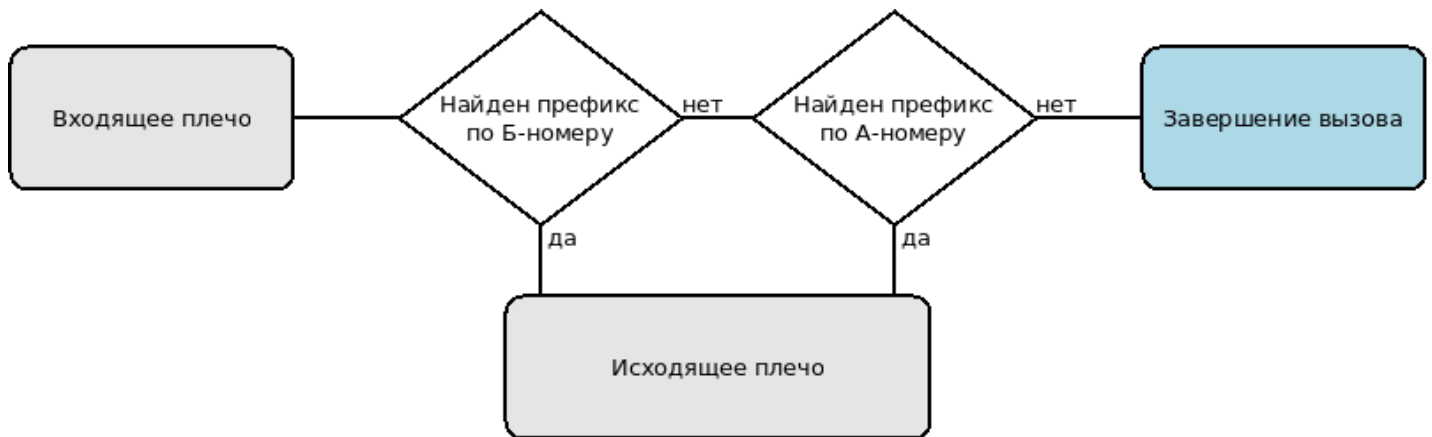 Входящее плечо
Найден префикс
по Б-номеру
нет
Найден префикс
по А-номеру
нет
Завершение вызова
да
да
Исходящее плечо